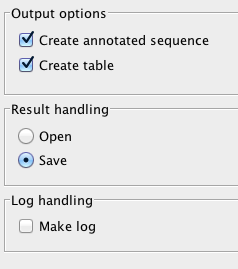 Output options
Create annotated sequence
Create table
Result handling
Open
Save
Log handling
Make log